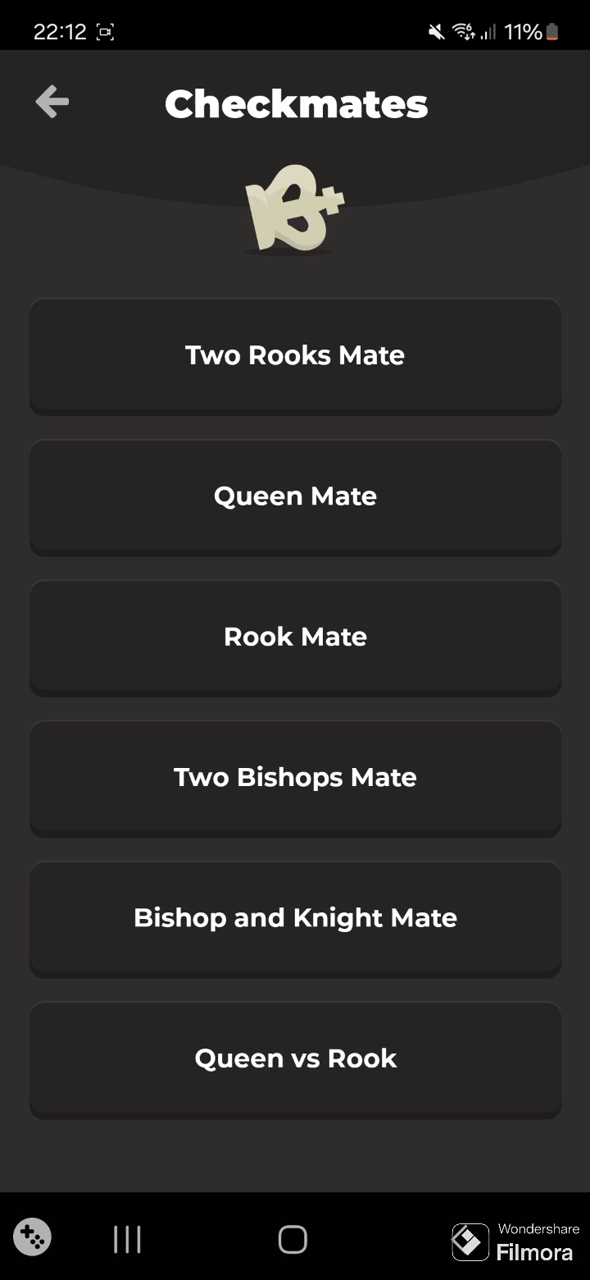 22:12 11%
Checkmates
Two Rooks Mate
Queen Mate
Rook Mate
Two Bishops Mate
Bishop and Knight Mate
Queen vs Rook
Wondershare
Filmora